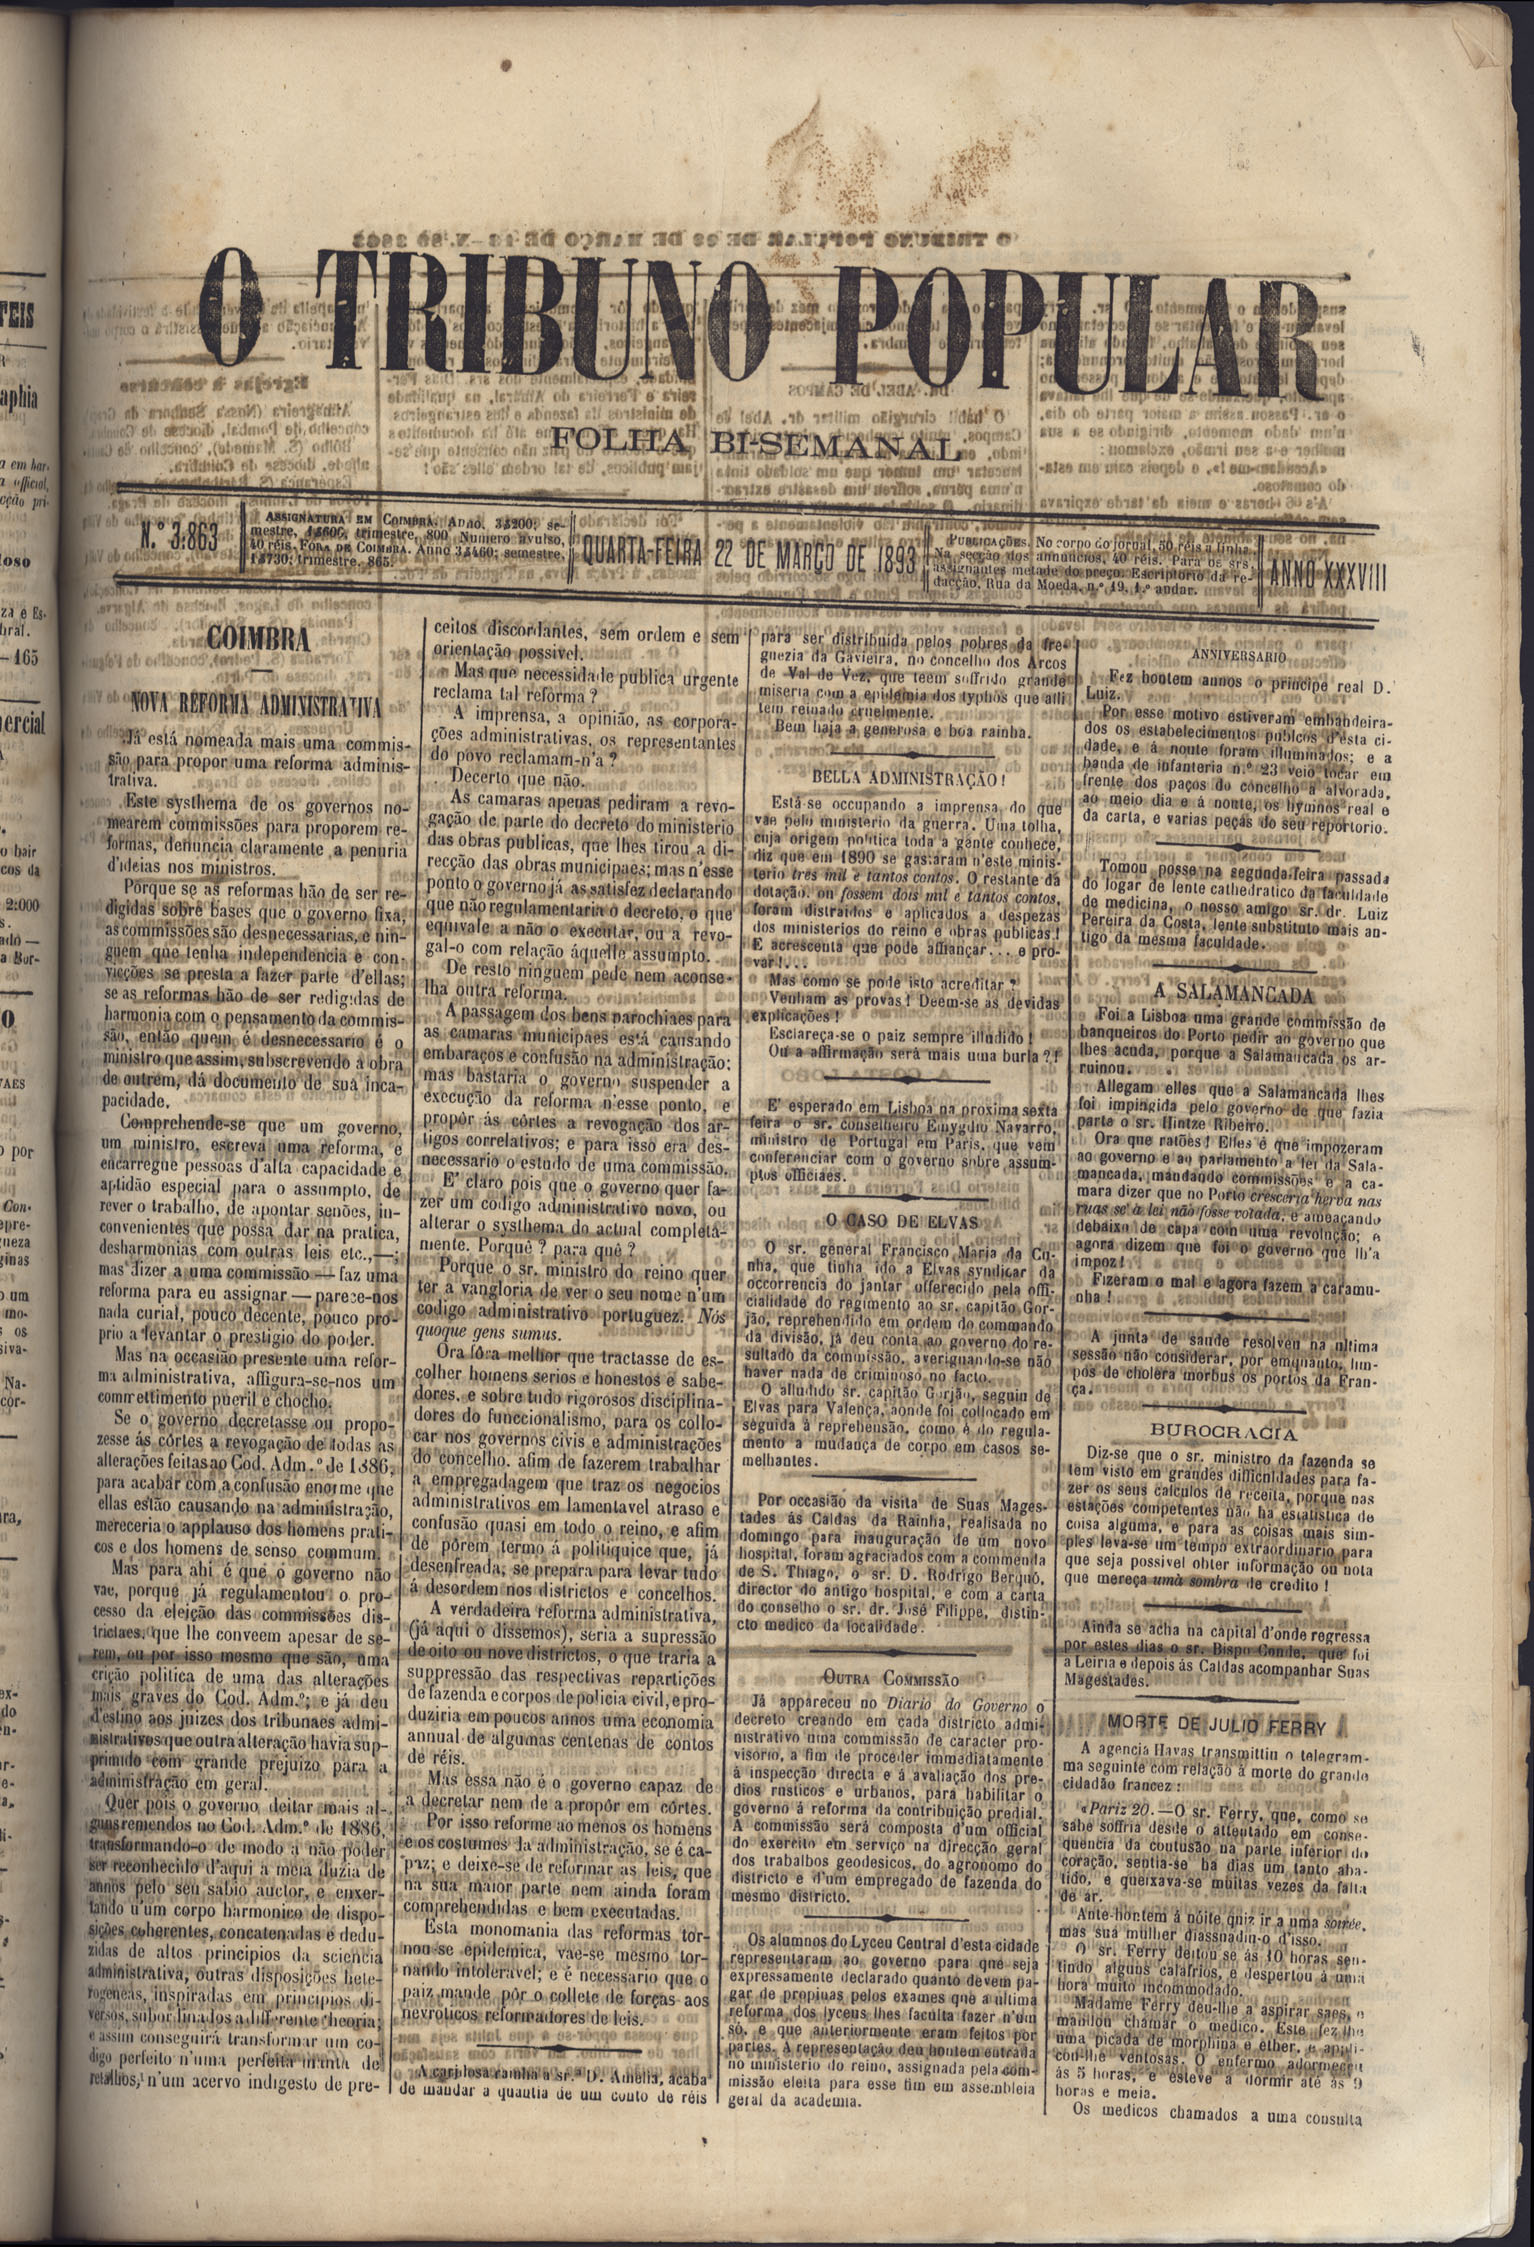 O TRIBUNO POPULAR
FOLHA BI-SEMANAL
N.º 3:863
ASSIGNATURA EM COIMBRA. Anno, 3$200; se-
mestre, 1$600, trimestre, 800 Numero avulso,
40 réis. FÓRA DE COIMBRA. Anno 3$460; semestre,
1$730; trimestre, 865.
QUARTA-FEIRA 22 DE MARÇO DE 1893
PUBLICAÇÕES. No corpo do jornal, 50 réis a linha.
Na secção dos annuncios, 40 réis. Para os srs.
assignantes metade do preço. Escriptorio da re-
dacção, Rua da Moeda, n.º 19, 1.º andar.
ANNO XXXVIII
COIMBRA
NOVA REFORMA ADMINISTRATIVA
Já está nomeada mais uma commis-
são para propor uma reforma adminis-
trativa.
Este systhema de os governos no-
mearem commissões para proporem re-
formas, denuncia claramente a penuria
d'ideias nos ministros.
Porque se as reformas hão de ser re-
digidas sobre bases que o governo fixa,
as commissões são desnecessarias, e nin-
guem que tenha independencia e con-
vicções se presta a fazer parte d'ellas;
se as reformas hão de ser redigidas de
harmonia com o pensamento da commis-
são, então quem é desnecessario é o
ministro que assim, subscrevendo a obra
de outrem, dá documento de sua inca-
pacidade.
Comprehende-se que um governo,
um ministro, escreva uma reforma, e
encarregue pessoas d'alta capacidade e
aptidão especial para o assumpto, de
rever o trabalho, de apontar senões, in-
convenientes que possa dar na pratica,
desharmonias com outras leis etc.,—;
mas dizer a uma commissão — faz uma
reforma para eu assignar — parece-nos
nada curial, pouco decente, pouco pro-
prio a levantar o prestigio do poder.
Mas na occasião presente uma refor-
ma administrativa, affigura-se-nos um
commettimento pueril e chocho.
Se o governo decretasse ou propo-
zesse ás côrtes a revogação de todas as
alterações feitas ao Cod. Adm.º de 1886,
para acabar com a confusão enorme que
ellas estão causando na administração,
mereceria o applauso dos homens prati-
cos e dos homens de senso commum.
Mas para ahi é que o governo não
vae, porque já regulamentou o pro-
cesso da eleição das commissões dis-
trictaes, que lhe conveem apesar de se-
rem, ou por isso mesmo que são, uma
crição politica de uma das alterações
mais graves do Cod. Adm.º; e já deu
destino aos juizes dos tribunaes admi-
nistrativos que outra alteração havia sup-
primido com grande prejuizo para a
administração em geral.
Quer pois o governo deitar mais al-
guns remendos no Cod. Adm.º de 1886,
transformando-o de modo a não poder
ser reconhecido d'aqui a meia duzia de
annos pelo seu sabio auctor, e enxer-
tando n'um corpo harmonico de dispo-
sições coherentes, concatenadas e dedu-
zidas de altos principios da sciencia
administrativa, outras disposições hete-
rogeneas, inspiradas em principios di-
versos, subordinados a differente theoria;
e assim conseguirá transformar um co-
digo perfeito n'uma perfeita manta de
retalhos, n'um acervo indigesto de pre-
ceitos discordantes, sem ordem e sem
orientação possivel.
Mas que necessidade publica urgente
reclama tal reforma?
A imprensa, a opinião, as corpora-
ções administrativas, os representantes
do povo reclamam-n'a?
Decerto que não.
As camaras apenas pediram a revo-
gação de parte do decreto do ministerio
das obras publicas, que lhes tirou a di-
recção das obras municipaes; mas n'esse
ponto o governo já as satisfez declarando
que não regulamentaria o decreto, o que
equivale a não o executar, ou a revo-
gal-o com relação áquelle assumpto.
De resto ninguem pede nem aconse-
lha outra reforma.
A passagem dos bens parochiaes para
as camaras municipaes está causando
embaraços e confusão na administração;
mas bastaria o governo suspender a
execução da reforma n'esse ponto, e
propôr ás côrtes a revogação dos ar-
tigos correlativos; e para isso era des-
necessario o estudo de uma commissão.
E' claro pois que o governo quer fa-
zer um codigo administrativo novo, ou
alterar o systhema do actual completa-
mente. Porquê? para quê?
Porque o sr. ministro do reino quer
ter a vangloria de ver o seu nome n'um
codigo administrativo portuguez. Nós
quoque gens sumus.
Ora fôra melhor que tractasse de es-
colher homens serios e honestos e sabe-
dores, e sobre tudo rigorosos disciplina-
dores do funccionalismo, para os collo-
car nos governos civis e administrações
do concelho, afim de fazerem trabalhar
a empregadagem que traz os negocios
administrativos em lamentavel atraso e
confusão quasi em todo o reino, e afim
de pôrem termo á politiquice que, já
desenfreada, se prepara para levar tudo
á desordem nos districtos e concelhos.
A verdadeira reforma administrativa,
(já aqui o dissemos), seria a supressão
de oito ou nove districtos, o que traria a
suppressão das respectivas repartições
de fazenda e corpos de policia civil, e pro-
duziria em poucos annos uma economia
annual de algumas centenas de contos
de réis.
Mas essa não é o governo capaz de
a decretar nem de a propôr em côrtes.
Por isso reforme ao menos os homens
e os costumes da administração, se é ca-
paz; e deixe-se de reformar as leis, que
na sua maior parte nem ainda foram
comprehendidas e bem executadas.
Esta monomania das reformas tor-
nou-se epidemica, vae-se mesmo tor-
nando intoleravel; e é necessario que o
paiz mande pôr o collete de forças aos
nevroticos reformadores de leis.
A caridosa rainha a sr.ª D. Amelia, acaba
de mandar a quantia de um conto de réis
para ser distribuida pelos pobres da fre-
guezia da Gavieira, no concelho dos Arcos
de Val de Vez, que teem soffrido grande
miseria com a epidemia dos typhos que alli
tem reinado cruelmente.
Bem haja a generosa e boa rainha.
BELLA ADMINISTRAÇÃO!
Está-se occupando a imprensa do que
vae pelo ministerio da guerra. Uma folha,
cuja origem politica toda a gente conhece,
diz que em 1890 se gastaram n'este minis-
terio tres mil e tantos contos. O restante da
dotação, ou fossem dois mil e tantos contos,
foram distraidos e aplicados a despezas
dos ministerios do reino e obras publicas!
E acrescenta que pode affiançar... e pro-
var!...
Mas como se pode isto acreditar?
Venham as provas! Deem-se as devidas
explicações!
Esclareça-se o paiz sempre illudido!
Ou a affirmação será mais uma burla?!
E' esperado em Lisboa na proxima sexta
feira o sr. conselheiro Emygdio Navarro,
ministro de Portugal em Paris, que vem
conferenciar com o governo sobre assum-
ptos officiaes.
O CASO DE ELVAS
O sr. general Francisco Maria da Cu-
nha, que tinha ido a Elvas syndicar da
occorrencia do jantar offerecido pela offi-
cialidade do regimento ao sr. capitão Gor-
jão, reprehendido em ordem do commando
da divisão, já deu conta ao governo do re-
sultado da commissão, averiguando-se não
haver nada de criminoso no facto.
O alludido sr. capitão Gorjão, seguiu de
Elvas para Valença, aonde foi collocado em
seguida á reprehensão, como é do regula-
mento a mudança de corpo em casos se-
melhantes.
Por occasião da visita de Suas Mages-
tades ás Caldas da Rainha, realisada no
domingo para inauguração de um novo
hospital, foram agraciados com a commenda
de S. Thiago, o sr. D. Rodrigo Berquó,
director do antigo hospital, e com a carta
do conselho o sr. dr. José Filippe, distin-
cto medico da localidade.
OUTRA COMMISSÃO
Já appareceu no Diario do Governo o
decreto creando em cada districto admi-
nistrativo uma commissão de caracter pro-
visorio, a fim de proceder immediatamente
á inspecção directa e á avaliação dos pre-
dios rusticos e urbanos, para habilitar o
governo á reforma da contribuição predial.
A commissão será composta d'um official
do exercito em serviço na direcção geral
dos trabalhos geodesicos, do agronomo do
districto e d'um empregado de fazenda do
mesmo districto.
Os alumnos do Lyceu Central d'esta cidade
representaram ao governo para que seja
expressamente declarado quanto devem pa-
gar de propinas pelos exames que a ultima
reforma dos lyceus lhes faculta fazer n'um
só, e que anteriormente eram feitos por
partes. A representação deu hontem entrada
no ministerio do reino, assignada pela com-
missão eleita para esse fim em assembleia
geral da academia.
ANNIVERSARIO
Fez hontem annos o principe real D.
Luiz.
Por esse motivo estiveram embandeira-
dos os estabelecimentos publcos d'esta ci-
dade, e á noute foram illuminados; e a
banda de infanteria n.º 23 veio tocar em
frente dos paços do concelho a alvorada,
ao meio dia e á noute, os hymnos real e
da carta, e varias peças do seu reportorio.
Tomou posse na segunda-feira passada
do logar de lente cathedratico da faculdade
de medicina, o nosso amigo sr. dr. Luiz
Pereira da Costa, lente substituto mais an-
tigo da mesma faculdade.
A SALAMANCADA
Foi a Lisboa uma grande commissão de
banqueiros do Porto pedir ao governo que
lhes acuda, porque a Salamancada os ar-
ruinou.
Allegam elles que a Salamancada lhes
foi impingida pelo governo de que fazia
parte o sr. Hintze Ribeiro.
Ora que ratões! Elles é que impozeram
ao governo e ao parlamento a lei da Sala-
mancada, mandando commissões e a ca-
mara dizer que no Porto cresceria herva nas
ruas se a lei não fosse votada, e ameaçando
debaixo de capa com uma revolução; e
agora dizem que foi o governo que lh'a
impoz!
Fizeram o mal e agora fazem a caramu-
nha!
A junta de saude resolveu na ultima
sessão não considerar, por emquanto, lim-
pos de cholera morbus os portos da Fran-
ça.
BUROCRACIA
Diz-se que o sr. ministro da fazenda se
tem visto em grandes difficuldades para fa-
zer os seus calculos de receita, porque nas
estações competentes não ha estatistica de
coisa alguma, e para as coisas mais sim-
ples leva-se um tempo extraordinario para
que seja possivel obter informação ou nota
que mereça uma sombra de credito!
Ainda se acha na capital d'onde regressa
por estes dias o sr. Bispo Conde, que foi
a Leiria e depois ás Caldas acompanhar Suas
Magestades.
MORTE DE JULIO FERRY
A agencia Havas transmittiu o telegram-
ma seguinte com relação á morte do grande
cidadão francez:
«Pariz 20.—O sr. Ferry, que, como se
sabe soffria desde o attentado em conse-
quencia da contusão na parte inferior do
coração, sentia-se ha dias um tanto aba-
tido, e queixava-se muitas vezes da falta
de ar.
Ante-hontem á nóite quiz ir a uma soirée,
mas sua mulher diassuadiu-o d'isso.
O sr. Ferry deitou se ás 10 horas sen-
tindo alguns calafrios, e despertou á uma
hora muito incommodado.
Madame Ferry deu-lhe a aspirar saes, e
mandou chamar o medico. Este fez lhe
uma picada de morphina e ether, e appli-
cou-lhe ventosas. O enfermo adormeceu
ás 5 horas, e esteve a dormir até ás 9
horas e meia.
Os medicos chamados a uma consulta